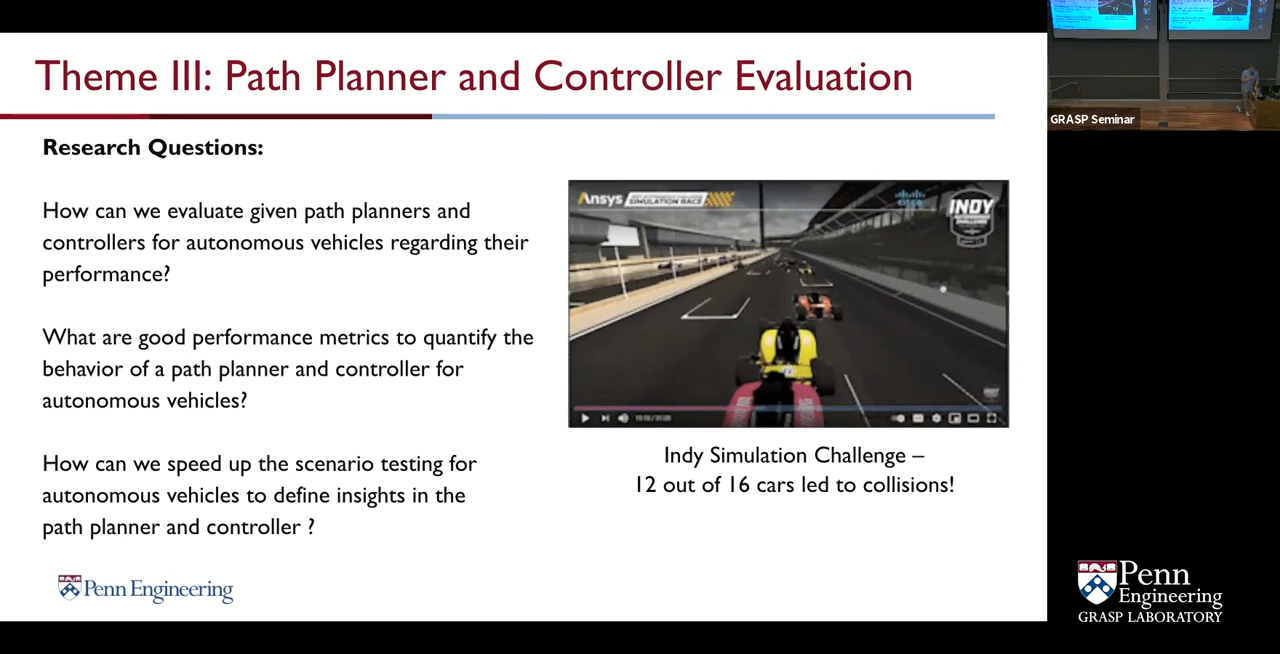 Theme III: Path Planner and Controller Evaluation
Research Questions:
How can we evaluate given path planners and
controllers for autonomous vehicles regarding their
performance?
What are good performance metrics to quantify the
behavior of a path planner and controller for
autonomous vehicles?
How can we speed up the scenario testing for
autonomous vehicles to define insights in the
path planner and controller ?
Ansys
SIMULATION RACE
CISCO
INDY
Indy Simulation Challenge –
12 out of 16 cars led to collisions!
Penn Engineering
GRASP Seminar
Penn
Engineering
GRASP LABORATORY